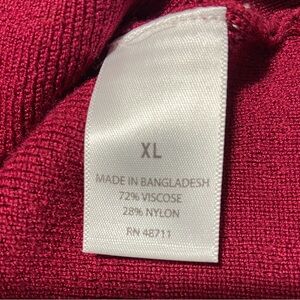 XL
MADE IN BANGLADESH
72% VISCOSE
28% NYLON
RN 48711